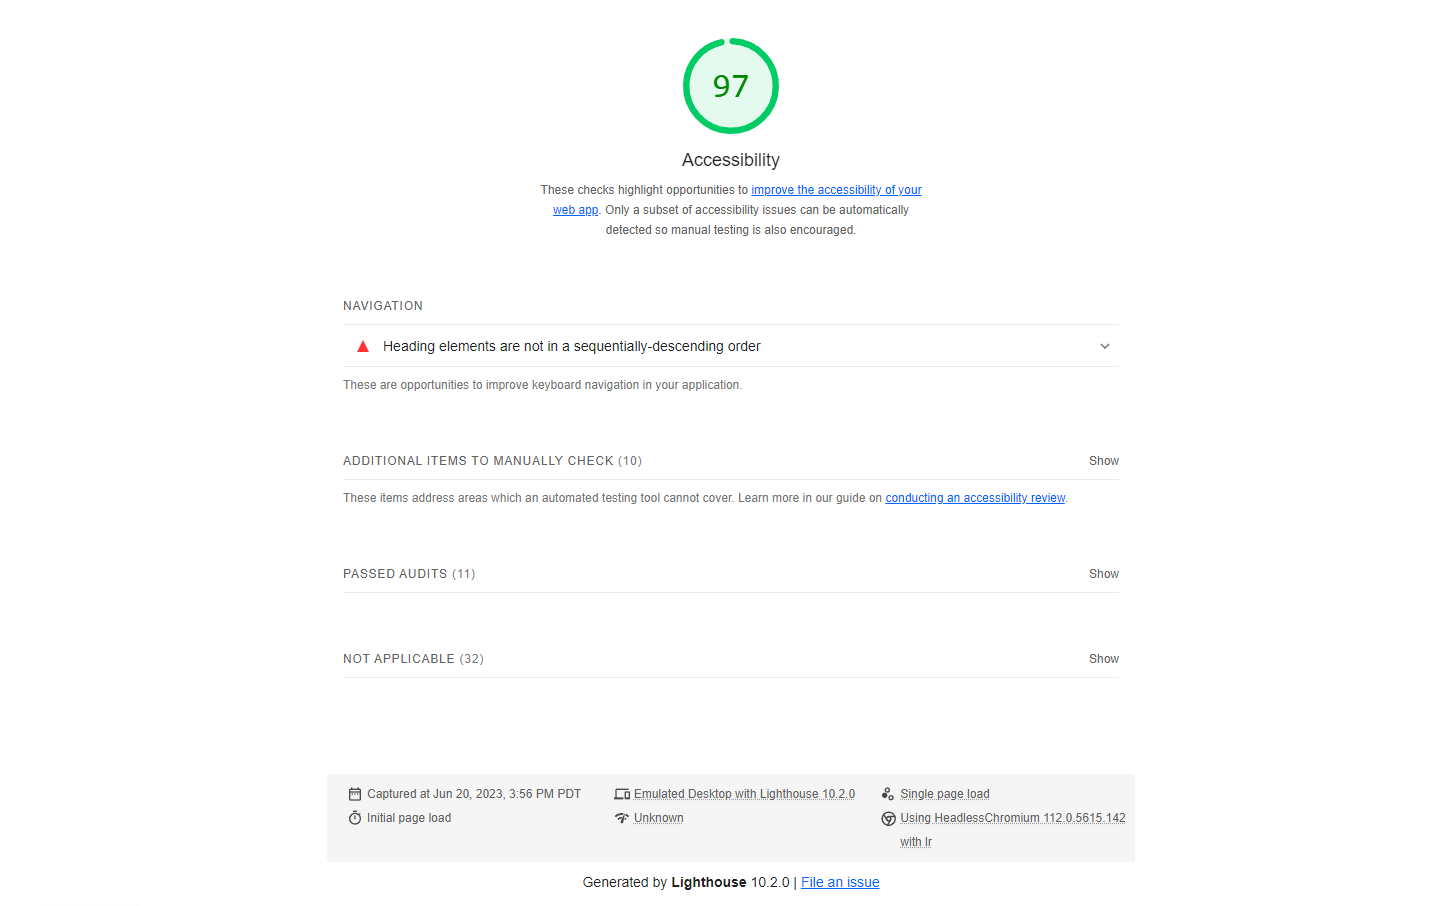 97
Accessibility
These checks highlight opportunities to improve the accessibility of your
web app. Only a subset of accessibility issues can be automatically
detected so manual testing is also encouraged.
NAVIGATION
Heading elements are not in a sequentially-descending order
These are opportunities to improve keyboard navigation in your application.
ADDITIONAL ITEMS TO MANUALLY CHECK (10) Show
These items address areas which an automated testing tool cannot cover. Learn more in our guide on conducting an accessibility review.
PASSED AUDITS (11) Show
NOT APPLICABLE (32) Show
Captured at Jun 20, 2023, 3:56 PM PDT
Initial page load
Emulated Desktop with Lighthouse 10.2.0
Unknown
Single page load
Using HeadlessChromium 112.0.5615.142
with lr
Generated by Lighthouse 10.2.0 | File an issue